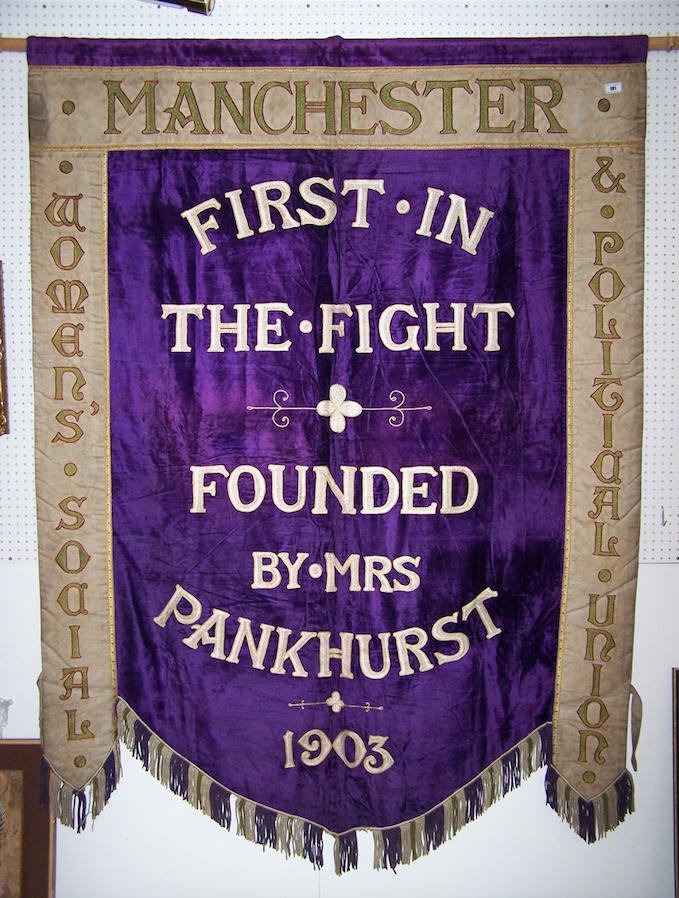 MANCHESTER
WOMEN'S · SOCIAL
& · POLITICAL · UNION
FIRST · IN
THE · FIGHT
FOUNDED
BY · MRS
PANKHURST
1903